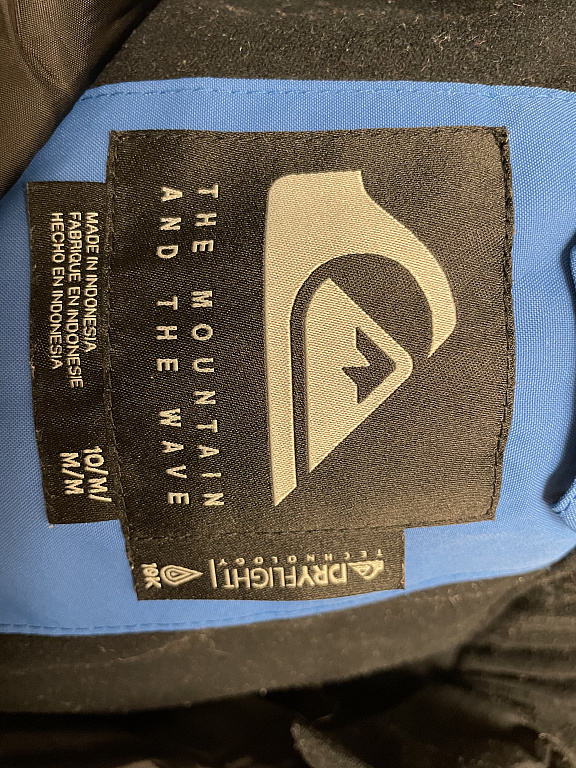 THE MOUNTAIN
AND THE WAVE
MADE IN INDONESIA
FABRIQUE EN INDONESIE
HECHO EN INDONESIA
10/M/
M/M
DRYFLIGHT
TECHNOLOGY
10K